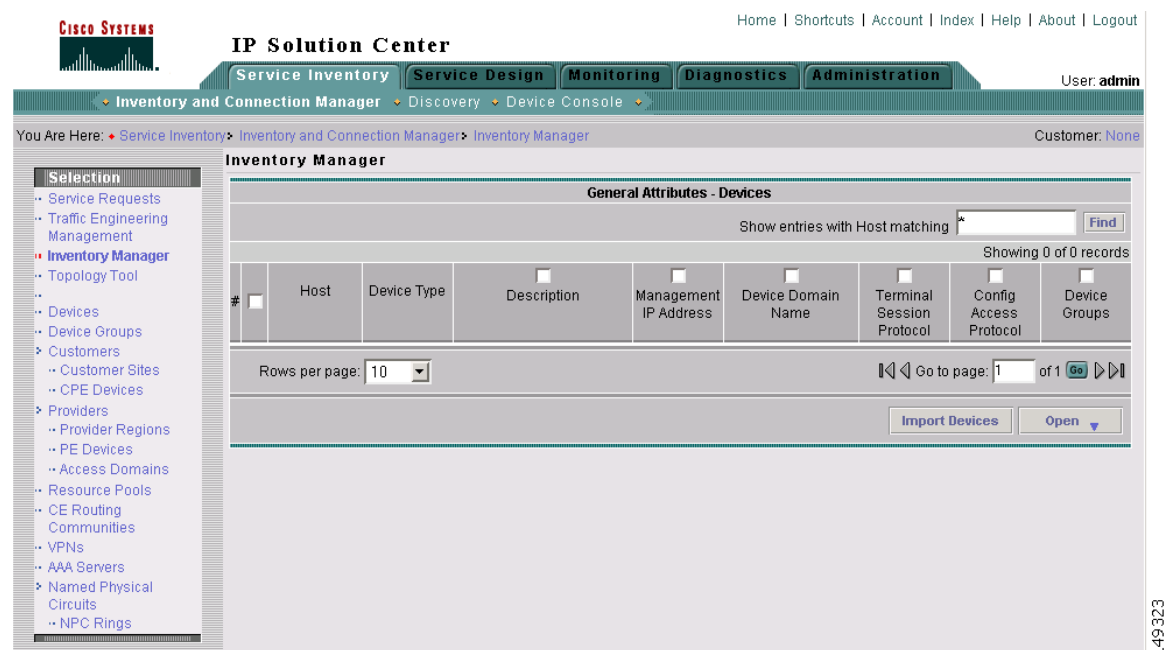 CISCO SYSTEMS
Home | Shortcuts | Account | Index | Help | About | Logout
IP Solution Center
Service Inventory Service Design Monitoring Diagnostics Administration
User: admin
Inventory and Connection Manager Discovery Device Console
You Are Here: Service Inventory Inventory and Connection Manager Inventory Manager
Customer: None
Inventory Manager
Selection
Service Requests
Traffic Engineering
Management
Inventory Manager
Topology Tool
Devices
Device Groups
Customers
Customer Sites
CPE Devices
Providers
Provider Regions
PE Devices
Access Domains
Resource Pools
CE Routing
Communities
VPNs
AAA Servers
Named Physical
Circuits
NPC Rings
General Attributes - Devices
Show entries with Host matching * Find
Showing 0 of 0 records
# Host Device Type Description Management IP Address Device Domain Name Terminal Session Protocol Config Access Protocol Device Groups
Rows per page: 10
Go to page: 1 of 1 Go
Import Devices Open
149323